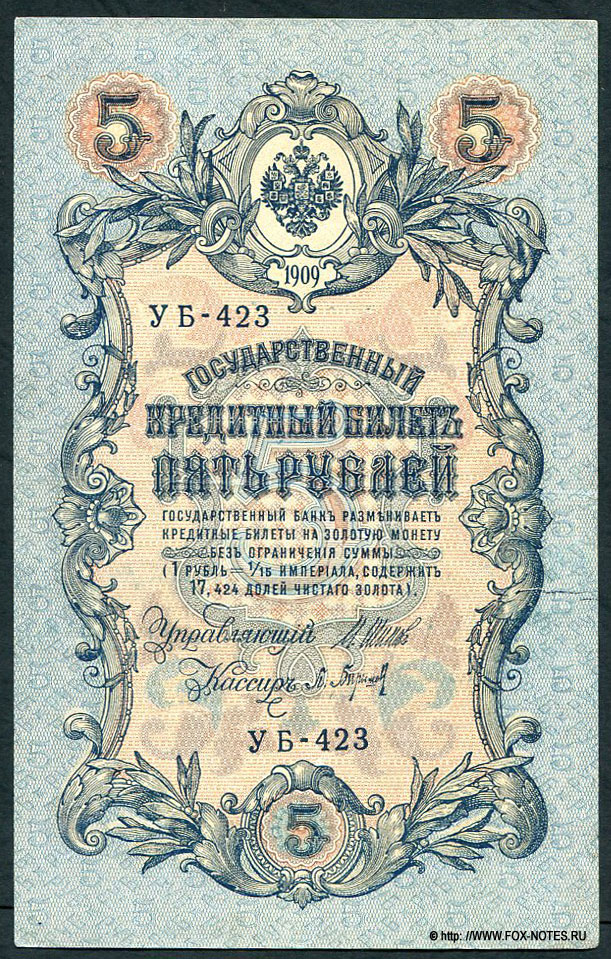 5 5
1909
УБ-423
ГОСУДАРСТВЕННЫЙ
КРЕДИТНЫЙ БИЛЕТЪ
ПЯТЬ РУБЛЕЙ
5
ГОСУДАРСТВЕННЫЙ БАНКЪ РАЗМѢНИВАЕТЪ
КРЕДИТНЫЕ БИЛЕТЫ НА ЗОЛОТУЮ МОНЕТУ
БЕЗЪ ОГРАНИЧЕНІЯ СУММЫ
(1 РУБЛЬ = 1/15 ИМПЕРІАЛА, СОДЕРЖИТЪ
17,424 ДОЛЕЙ ЧИСТАГО ЗОЛОТА).
Управляющій
Кассиръ
УБ-423
5
© http: //WWW.FOX-NOTES.RU